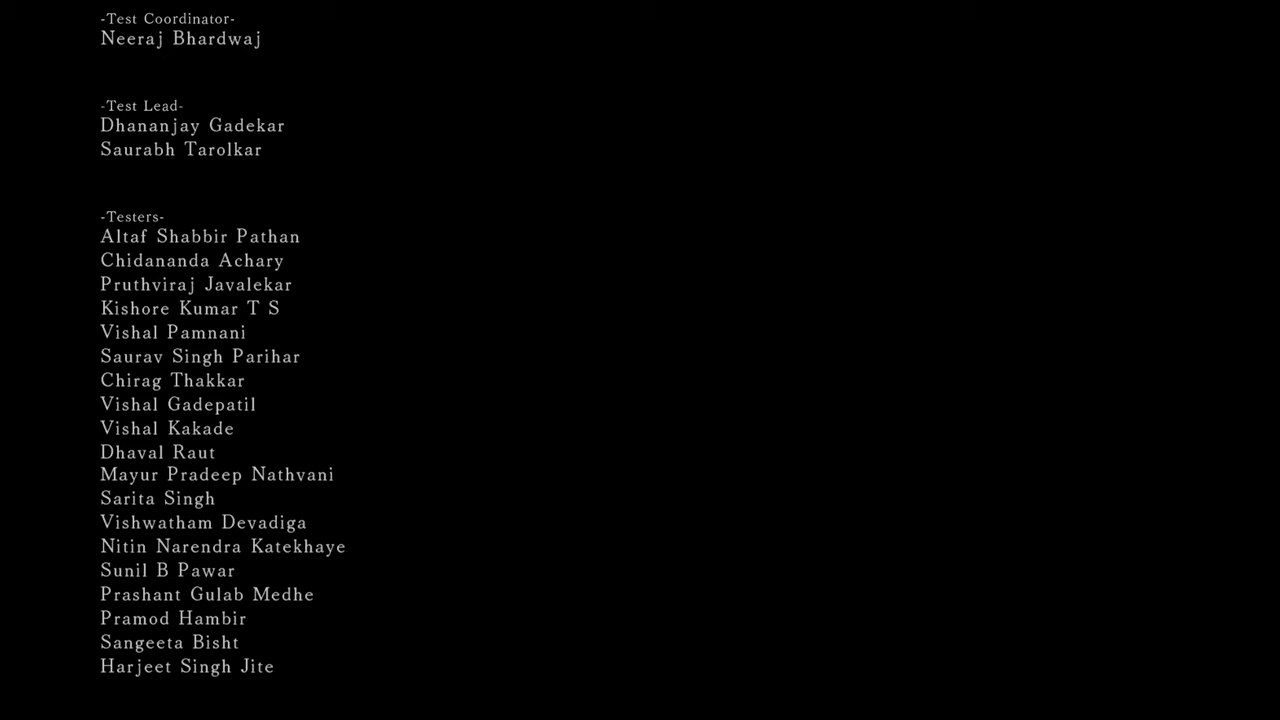 -Test Coordinator-
Neeraj Bhardwaj
-Test Lead-
Dhananjay Gadekar
Saurabh Tarolkar
-Testers-
Altaf Shabbir Pathan
Chidananda Achary
Pruthviraj Javalekar
Kishore Kumar T S
Vishal Pamnani
Saurav Singh Parihar
Chirag Thakkar
Vishal Gadepatil
Vishal Kakade
Dhaval Raut
Mayur Pradeep Nathvani
Sarita Singh
Vishwatham Devadiga
Nitin Narendra Katekhaye
Sunil B Pawar
Prashant Gulab Medhe
Pramod Hambir
Sangeeta Bisht
Harjeet Singh Jite